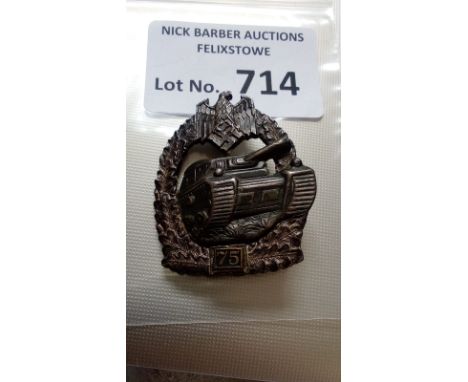 NICK BARBER AUCTIONS
FELIXSTOWE
Lot No. 714
75